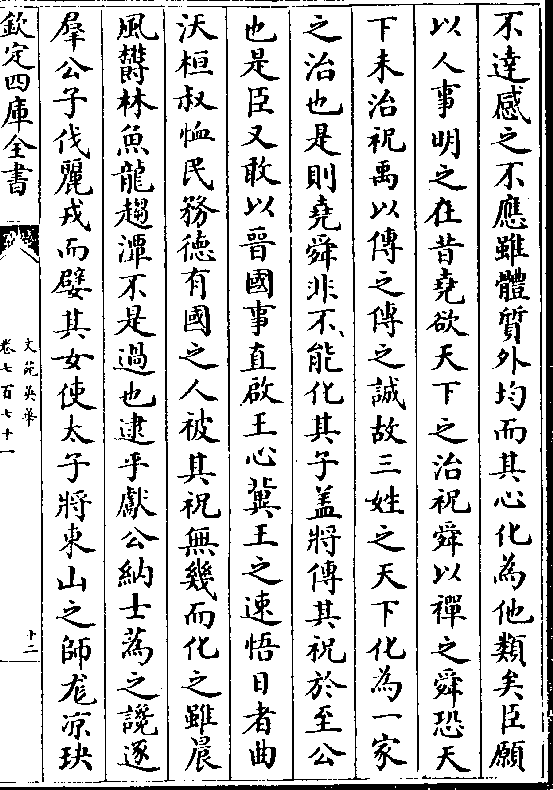 不達感之不應雖體質外均而其心化為他類矣臣願
以人事明之在昔堯欲天下之治祝舜以禪之舜恐天
下未治祝禹以傳之傳之誠故三姓之天下化為一家
之治也是則堯舜非不能化其子盖將傳其祝於至公
也是臣又敢以晉國事直啟王心冀王之速悟日者曲
沃桓叔恤民務德有國之人被其祝無幾而化之雖晨
風鬱林魚龍趨潭不是過也逮乎獻公納士蒍之讒逐
羣公子伐麗戎而嬖其女使太子將東山之師尨凉玦
欽定四庫全書
文苑英華
卷七百七十一
十二